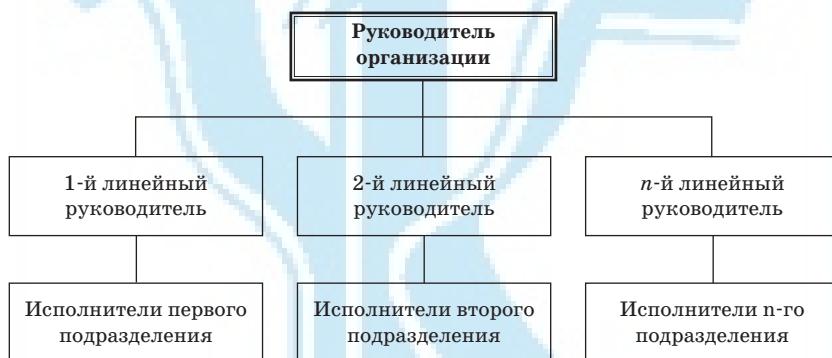 Руководитель
организации
1-й линейный
руководитель
2-й линейный
руководитель
n-й линейный
руководитель
Исполнители первого
подразделения
Исполнители второго
подразделения
Исполнители n-го
подразделения